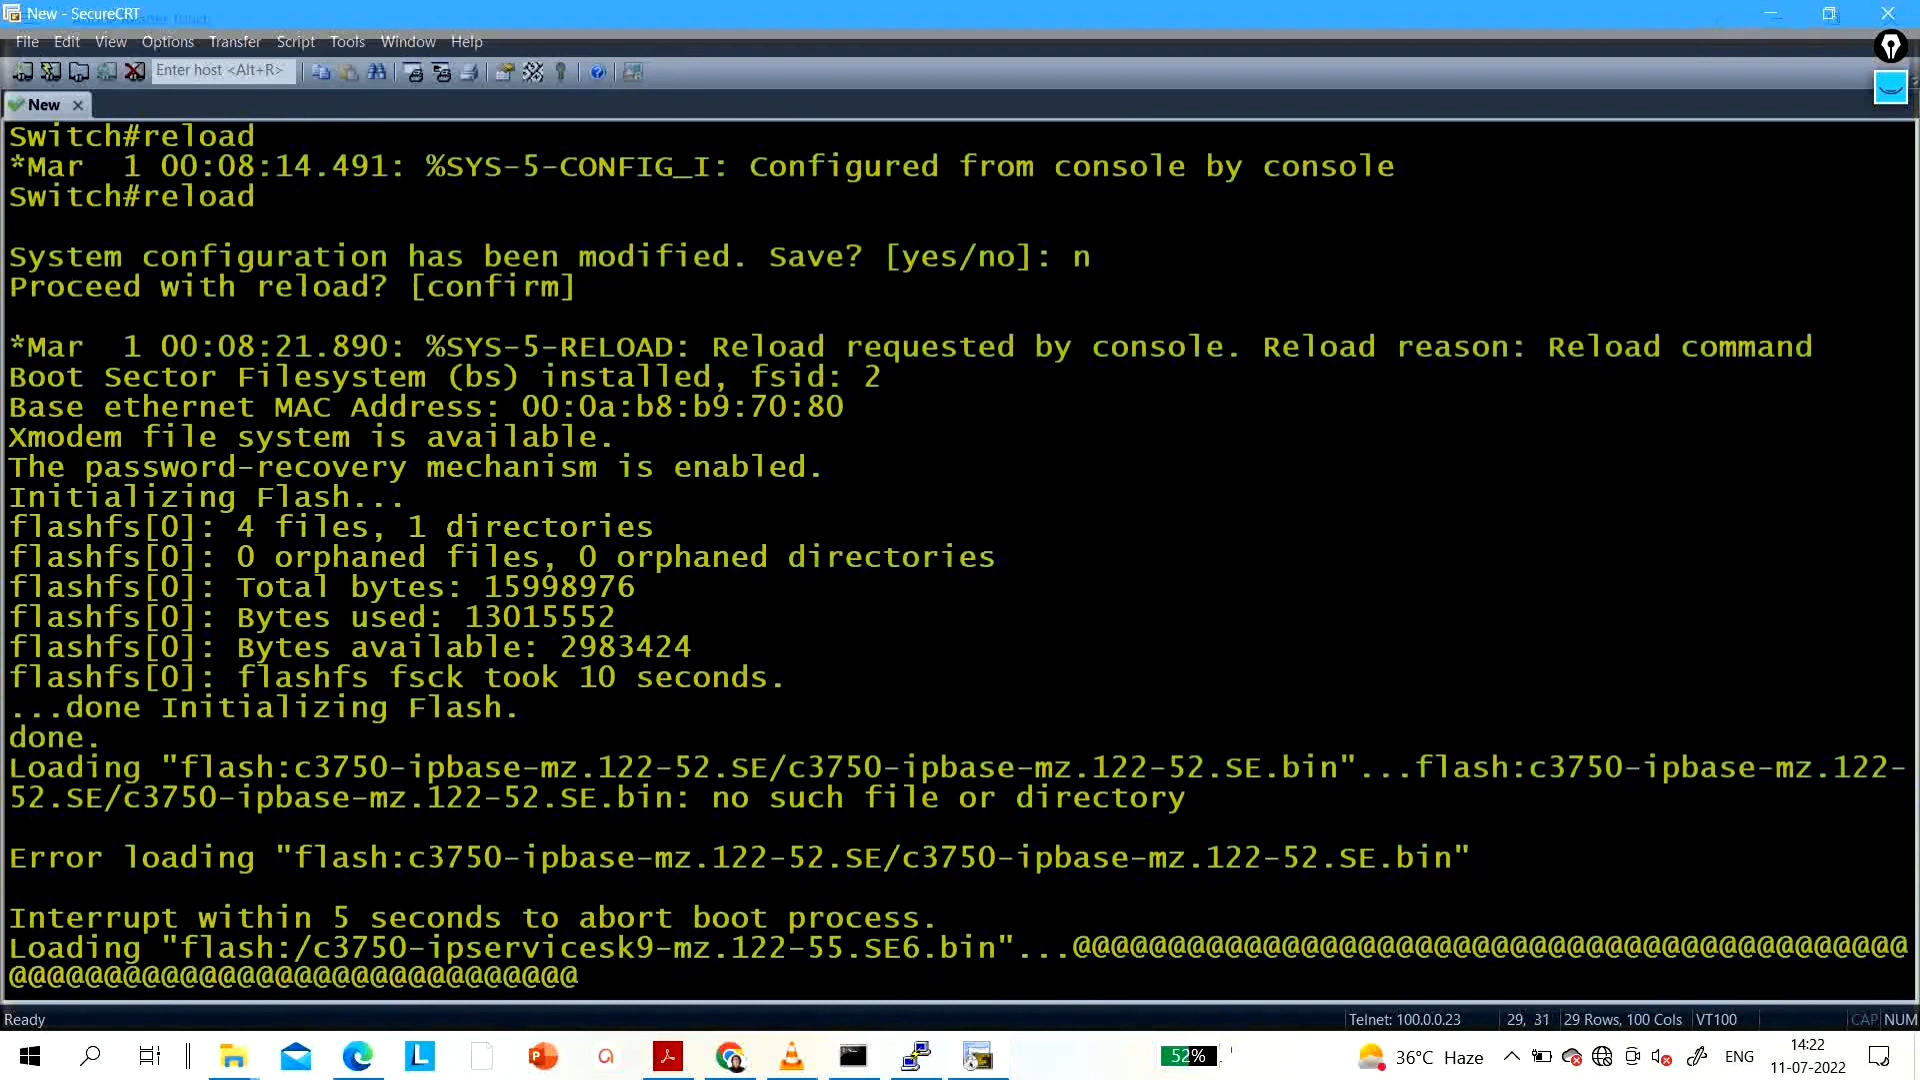 New - SecureCRT
File Edit View Options Transfer Script Tools Window Help
Enter host <Alt+R>
New
Switch#reload
*Mar  1 00:08:14.491: %SYS-5-CONFIG_I: Configured from console by console
Switch#reload
System configuration has been modified. Save? [yes/no]: n
Proceed with reload? [confirm]
*Mar  1 00:08:21.890: %SYS-5-RELOAD: Reload requested by console. Reload reason: Reload command
Boot Sector Filesystem (bs) installed, fsid: 2
Base ethernet MAC Address: 00:0a:b8:b9:70:80
Xmodem file system is available.
The password-recovery mechanism is enabled.
Initializing Flash...
flashfs[0]: 4 files, 1 directories
flashfs[0]: 0 orphaned files, 0 orphaned directories
flashfs[0]: Total bytes: 15998976
flashfs[0]: Bytes used: 13015552
flashfs[0]: Bytes available: 2983424
flashfs[0]: flashfs fsck took 10 seconds.
...done Initializing Flash.
done.
Loading "flash:c3750-ipbase-mz.122-52.SE/c3750-ipbase-mz.122-52.SE.bin"...flash:c3750-ipbase-mz.122-
52.SE/c3750-ipbase-mz.122-52.SE.bin: no such file or directory
Error loading "flash:c3750-ipbase-mz.122-52.SE/c3750-ipbase-mz.122-52.SE.bin"
Interrupt within 5 seconds to abort boot process.
Loading "flash:/c3750-ipservicesk9-mz.122-55.SE6.bin"...@@@@@@@@@@@@@@@@@@@@@@@@@@@@@@@@@@@@@@@@@@@@
@@@@@@@@@@@@@@@@@@@@@@@@@@@@@@
Ready
Telnet: 100.0.0.23 29, 31 29 Rows, 100 Cols VT100 CAP NUM
52% 36°C Haze ENG 14:22
11-07-2022